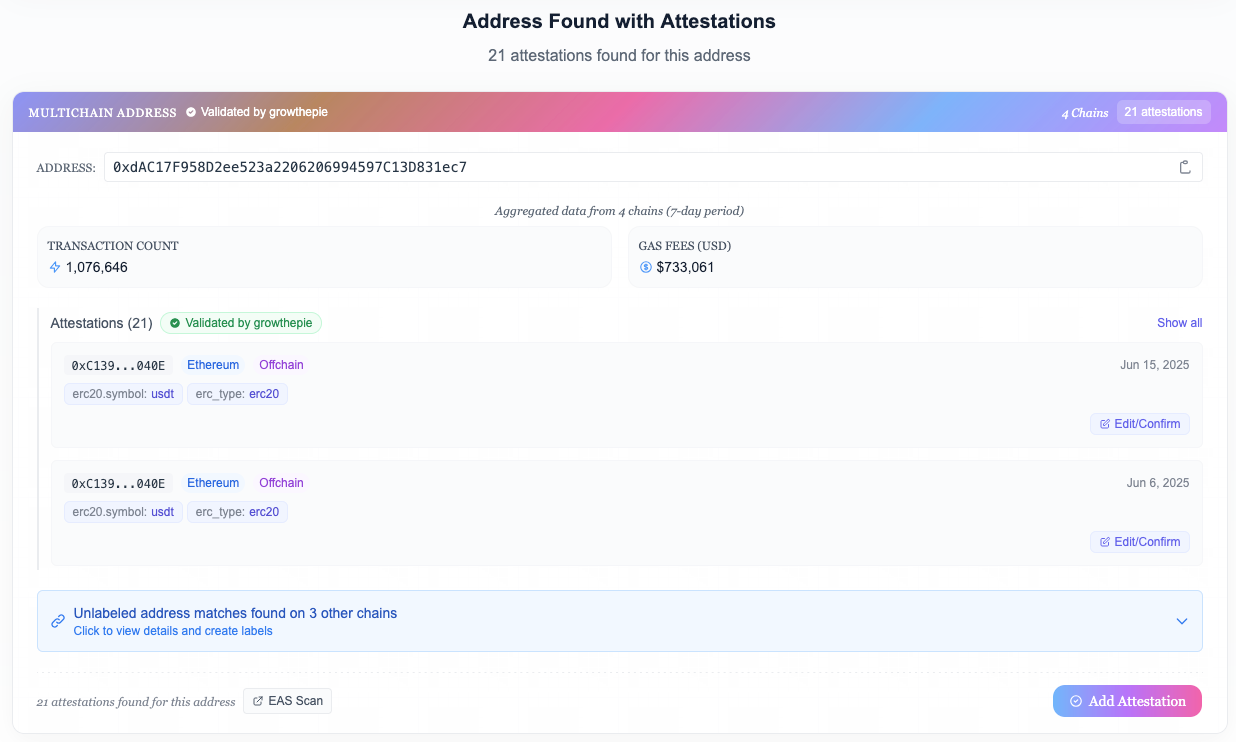 Address Found with Attestations
21 attestations found for this address
MULTICHAIN ADDRESS Validated by growthepie 4 Chains 21 attestations
ADDRESS: 0xdAC17F958D2ee523a2206206994597C13D831ec7
Aggregated data from 4 chains (7-day period)
TRANSACTION COUNT GAS FEES (USD)
1,076,646 $733,061
Attestations (21) Validated by growthepie Show all
0xC139...040E Ethereum Offchain Jun 15, 2025
erc20.symbol: usdt erc_type: erc20
Edit/Confirm
0xC139...040E Ethereum Offchain Jun 6, 2025
erc20.symbol: usdt erc_type: erc20
Edit/Confirm
Unlabeled address matches found on 3 other chains
Click to view details and create labels
21 attestations found for this address EAS Scan Add Attestation